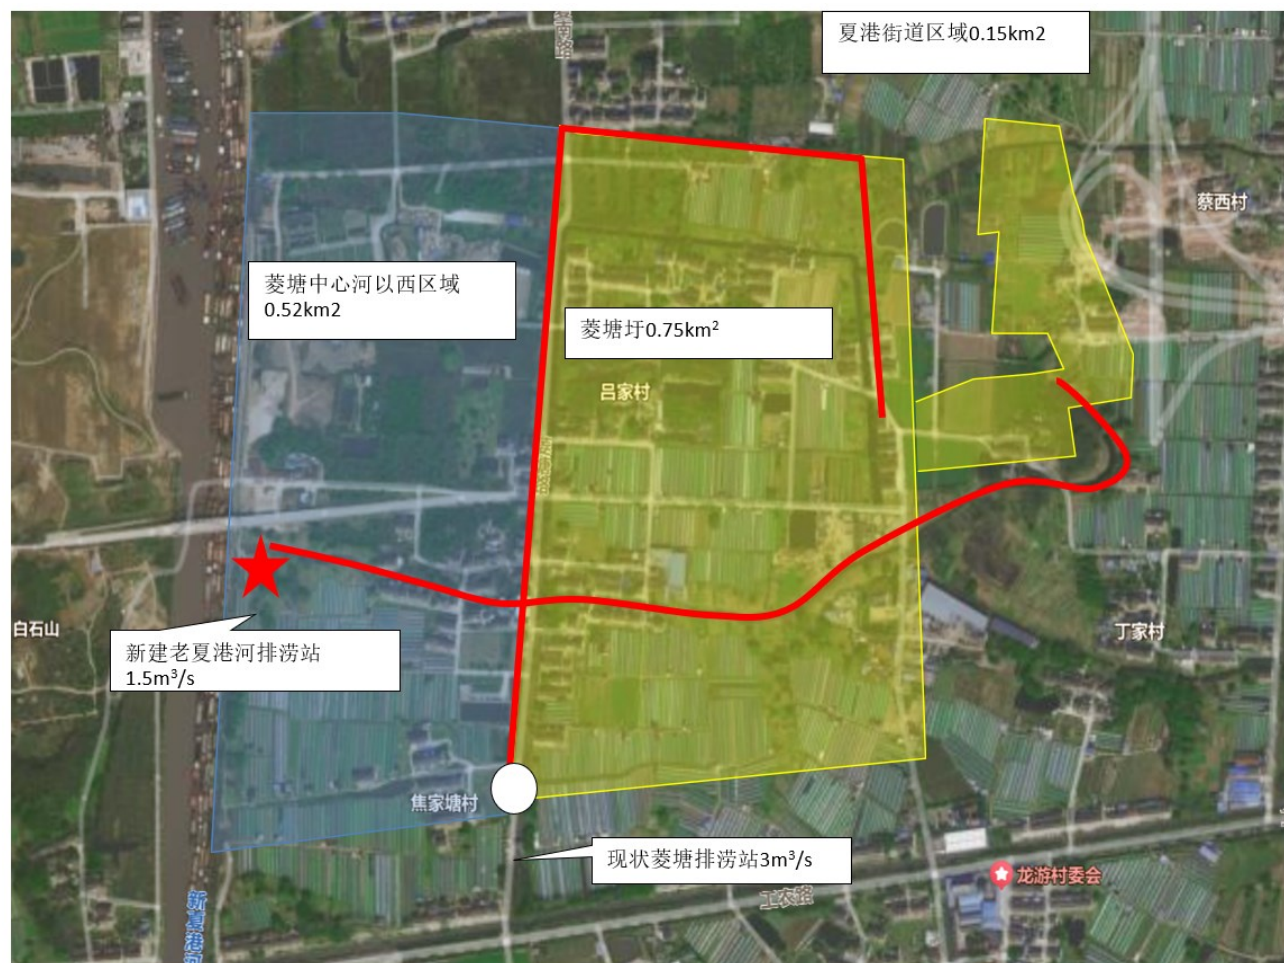 夏港街道区域0.15km2
蔡西村
菱塘中心河以西区域
0.52km2
菱塘圩0.75km²
吕家村
白石山
新建老夏港河排涝站
1.5m³/s
丁家村
焦家塘村
现状菱塘排涝站3m³/s
龙游村委会
工农路
新夏港河